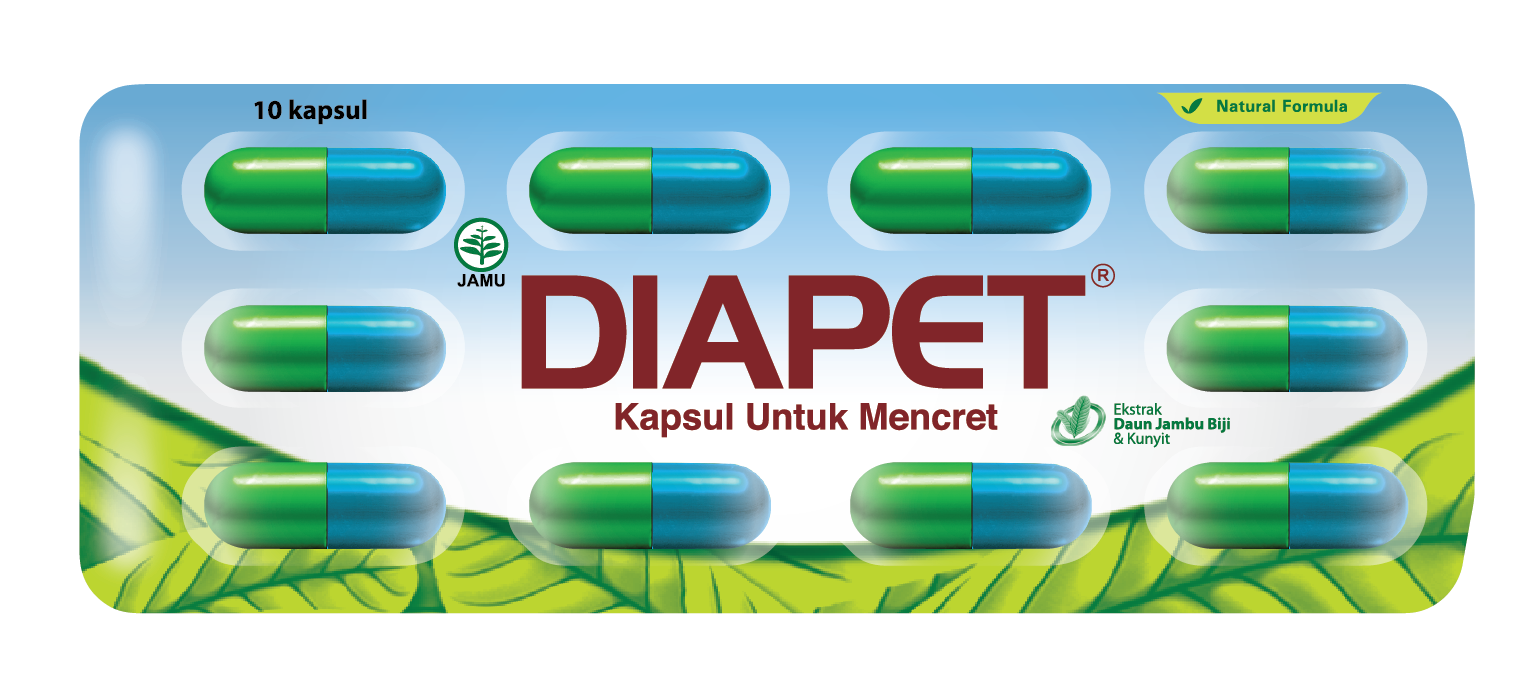 10 kapsul
Natural Formula
JAMU
DIAPET®
Kapsul Untuk Mencret
Ekstrak
Daun Jambu Biji
& Kunyit